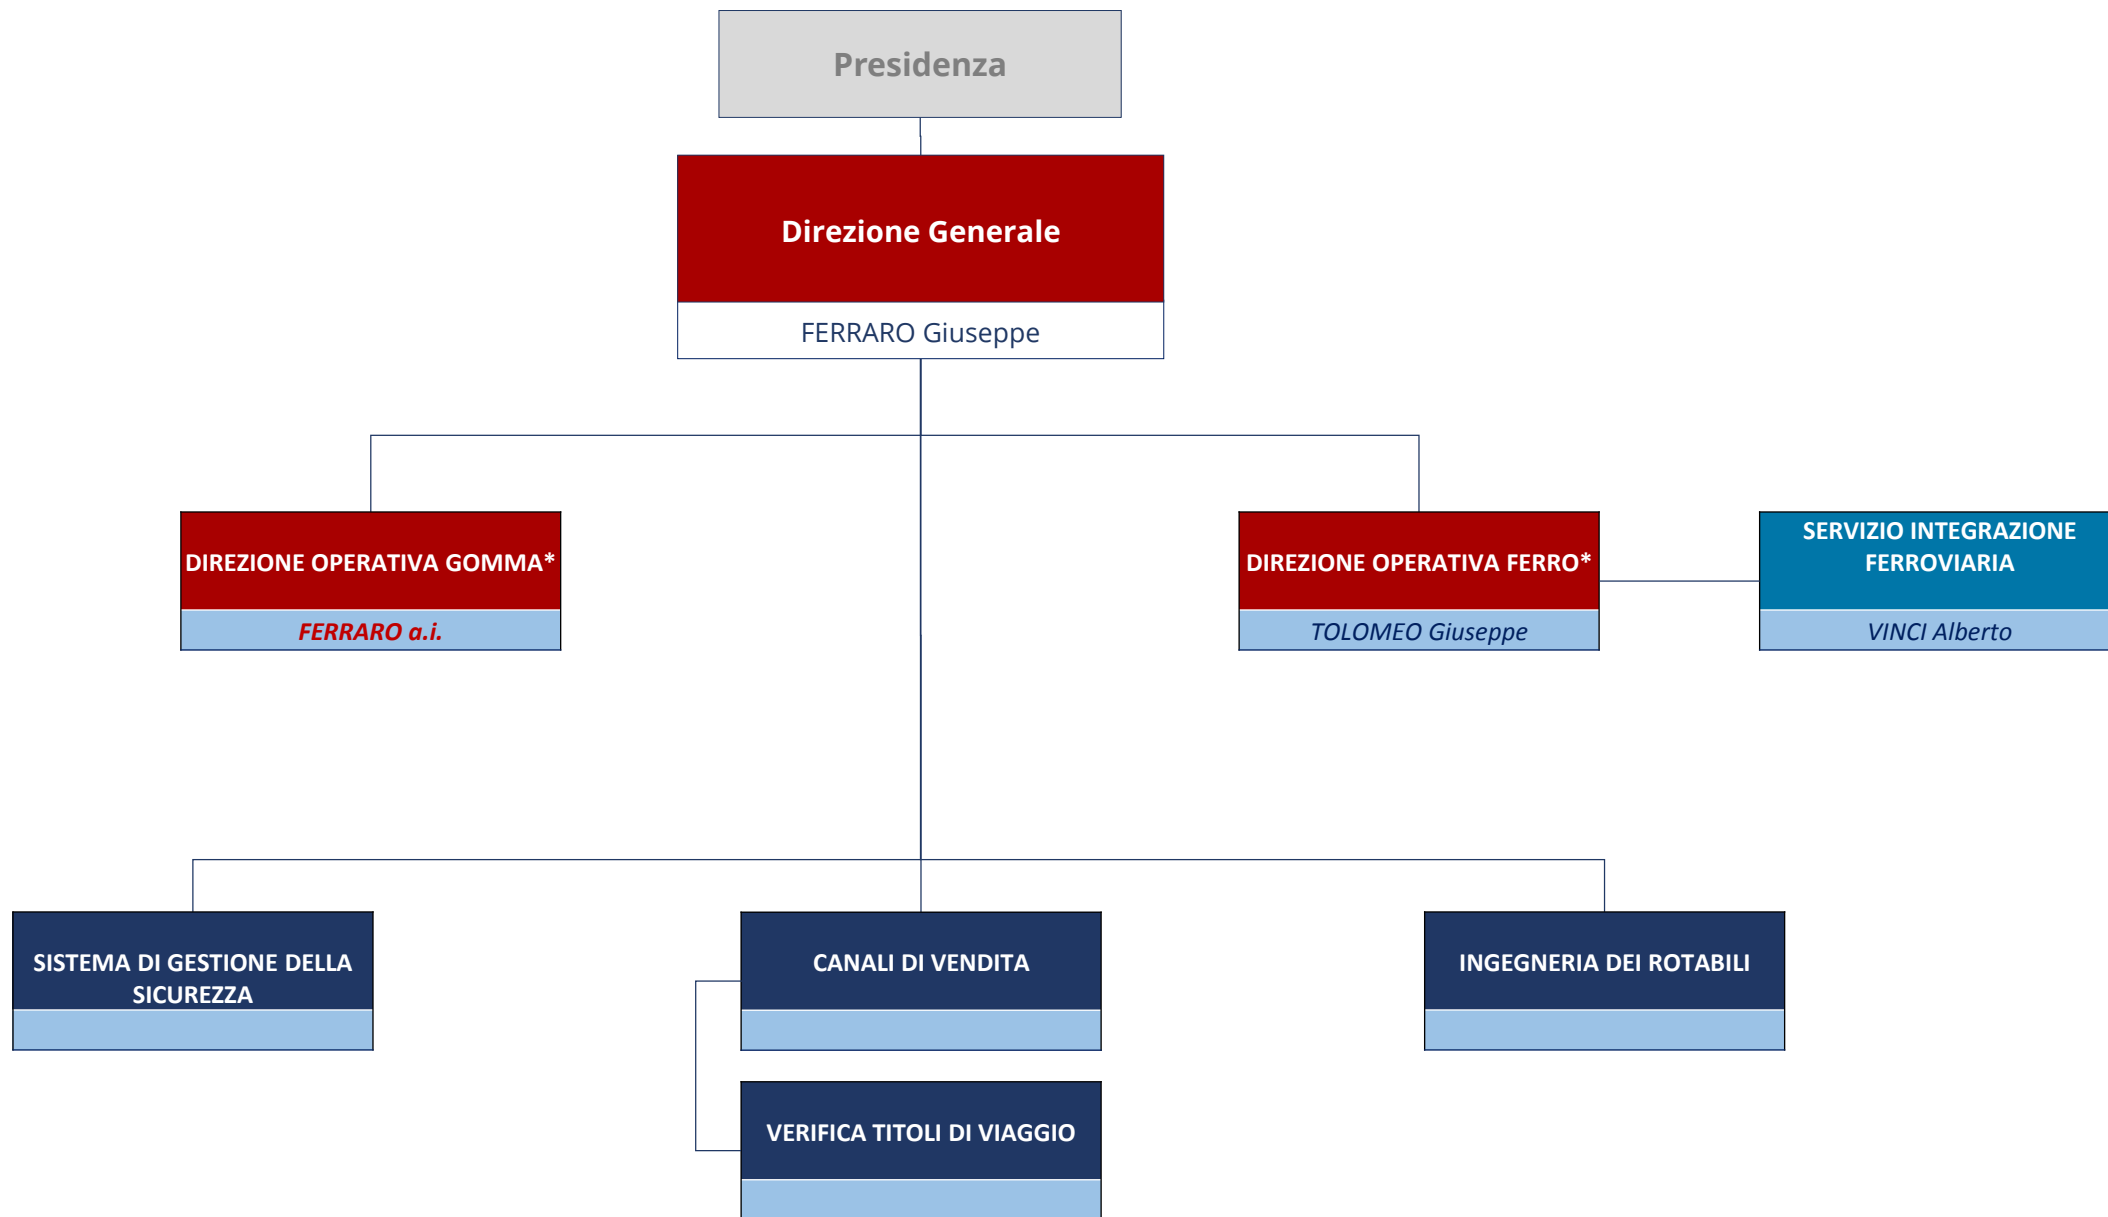 Presidenza
Direzione Generale
FERRARO Giuseppe
DIREZIONE OPERATIVA GOMMA*
FERRARO a.i.
DIREZIONE OPERATIVA FERRO*
TOLOMEO Giuseppe
SERVIZIO INTEGRAZIONE
FERROVIARIA
VINCI Alberto
SISTEMA DI GESTIONE DELLA
SICUREZZA
CANALI DI VENDITA
INGEGNERIA DEI ROTABILI
VERIFICA TITOLI DI VIAGGIO